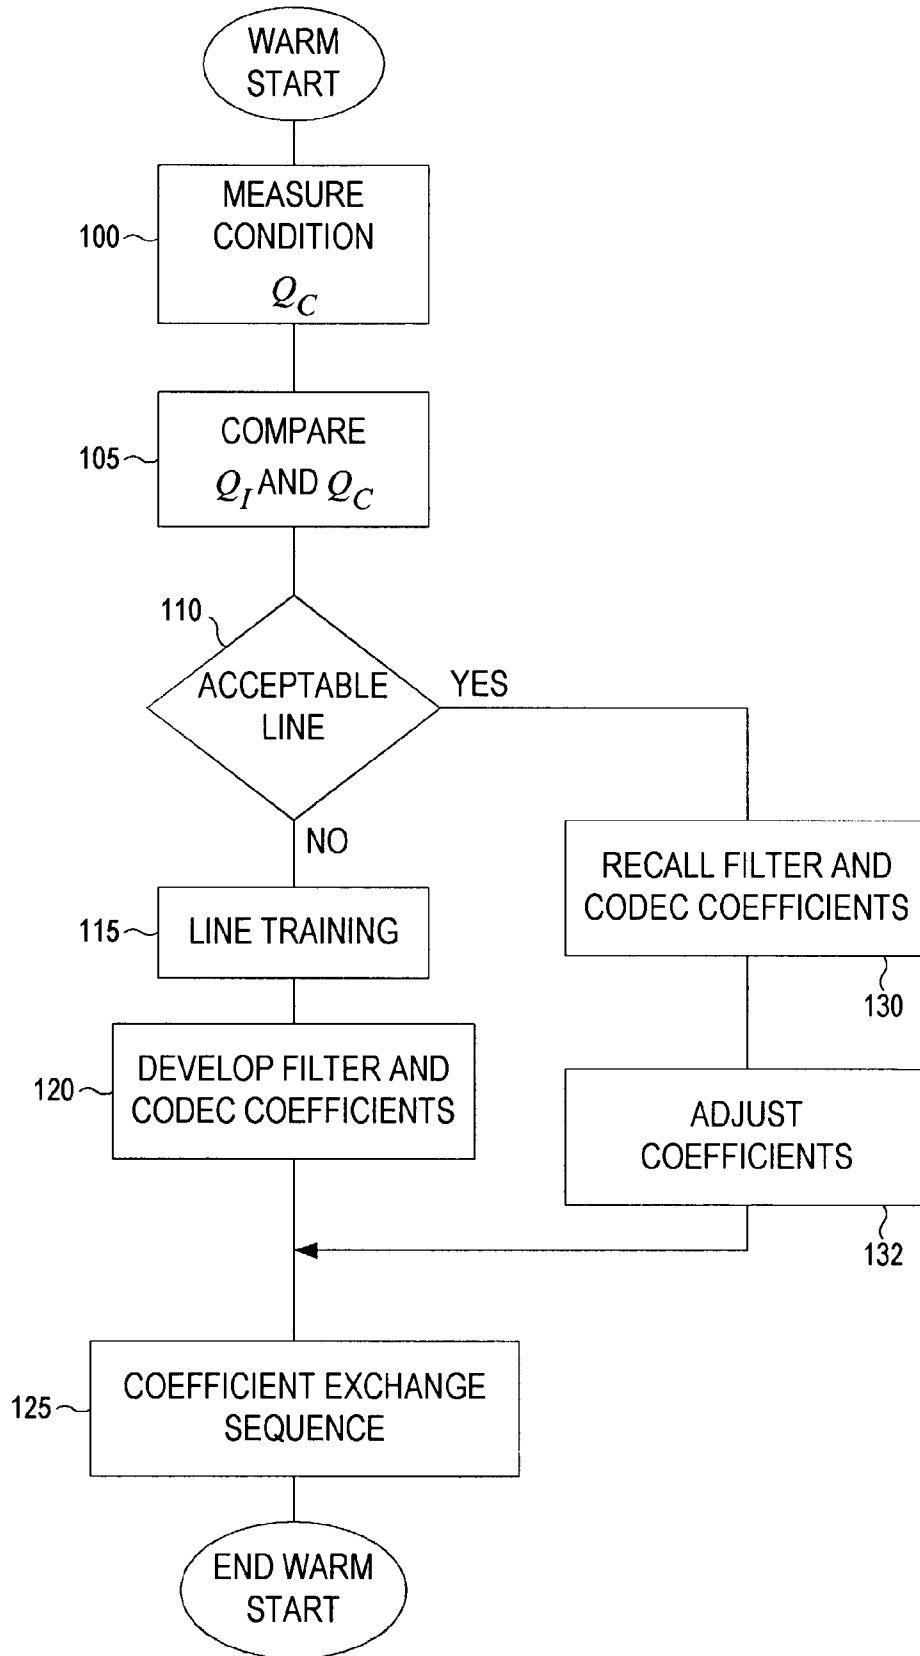 WARM
START
MEASURE
CONDITION
Q_C
100
COMPARE
Q_I AND Q_C
105
110
ACCEPTABLE
LINE
YES
NO
LINE TRAINING
115
RECALL FILTER AND
CODEC COEFFICIENTS
130
DEVELOP FILTER AND
CODEC COEFFICIENTS
120
ADJUST
COEFFICIENTS
132
COEFFICIENT EXCHANGE
SEQUENCE
125
END WARM
START